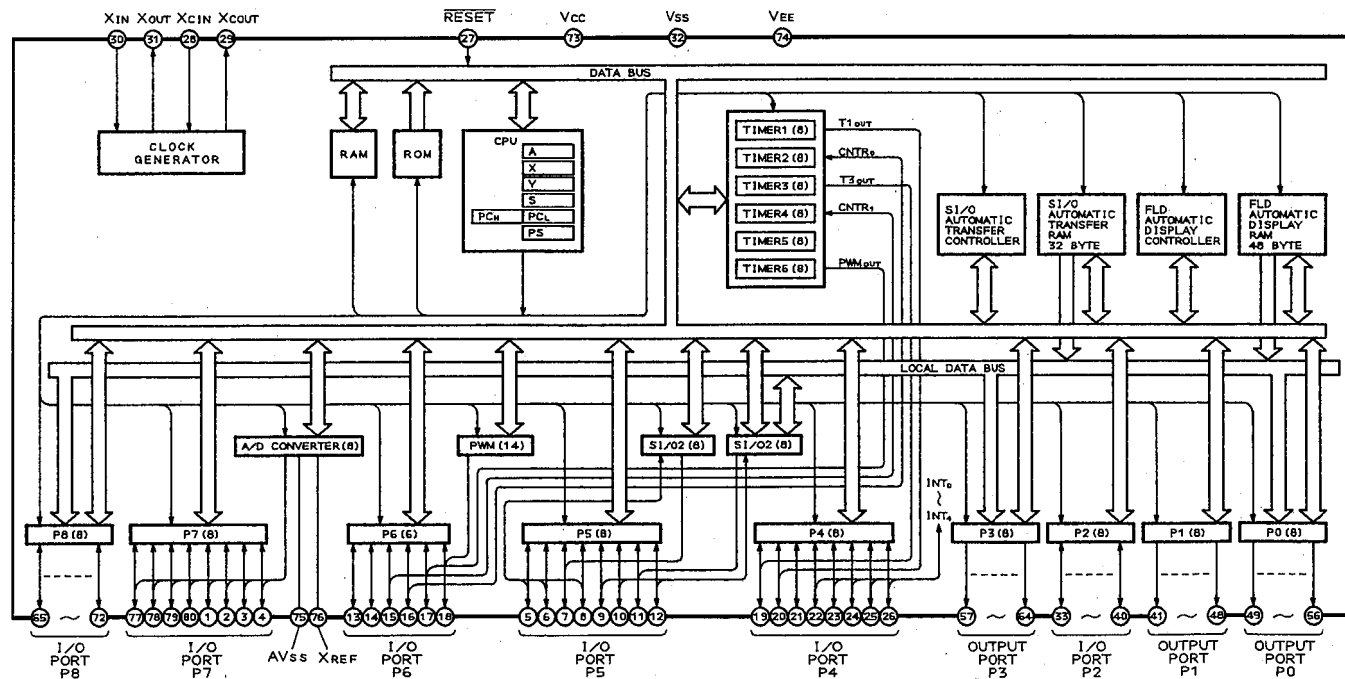 XIN XOUT XCIN XCOUT RESET VCC VSS VEE
30 31 28 29 27 73 32 74
DATA BUS
CLOCK GENERATOR
RAM
ROM
CPU
A
X
Y
S
PCH PCL
PS
TIMER1 (8)
TIMER2 (8)
TIMER3 (8)
TIMER4 (8)
TIMER5 (8)
TIMER6 (8)
T1OUT
CNTR0
T3OUT
CNTR1
PWMOUT
SI/O
AUTOMATIC
TRANSFER
CONTROLLER
SI/O
AUTOMATIC
TRANSFER
RAM
32 BYTE
FLD
AUTOMATIC
DISPLAY
CONTROLLER
FLD
AUTOMATIC
DISPLAY
RAM
48 BYTE
LOCAL DATA BUS
A/D CONVERTER (8)
PWM (14)
SI/O2 (8)
SI/O2 (8)
INT0
~
INT4
P8 (8) P7 (8) P6 (6) P5 (8) P4 (8) P3 (8) P2 (8) P1 (8) P0 (8)
65 ~ 72 77 78 79 80 1 2 3 4 75 76 13 14 15 16 17 18 5 6 7 8 9 10 11 12 19 20 21 22 23 24 25 26 57 ~ 64 33 ~ 40 41 ~ 48 49 ~ 56
I/O
PORT
P8
I/O
PORT
P7
AVSS
XREF
I/O
PORT
P6
I/O
PORT
P5
I/O
PORT
P4
OUTPUT
PORT
P3
I/O
PORT
P2
OUTPUT
PORT
P1
OUTPUT
PORT
P0